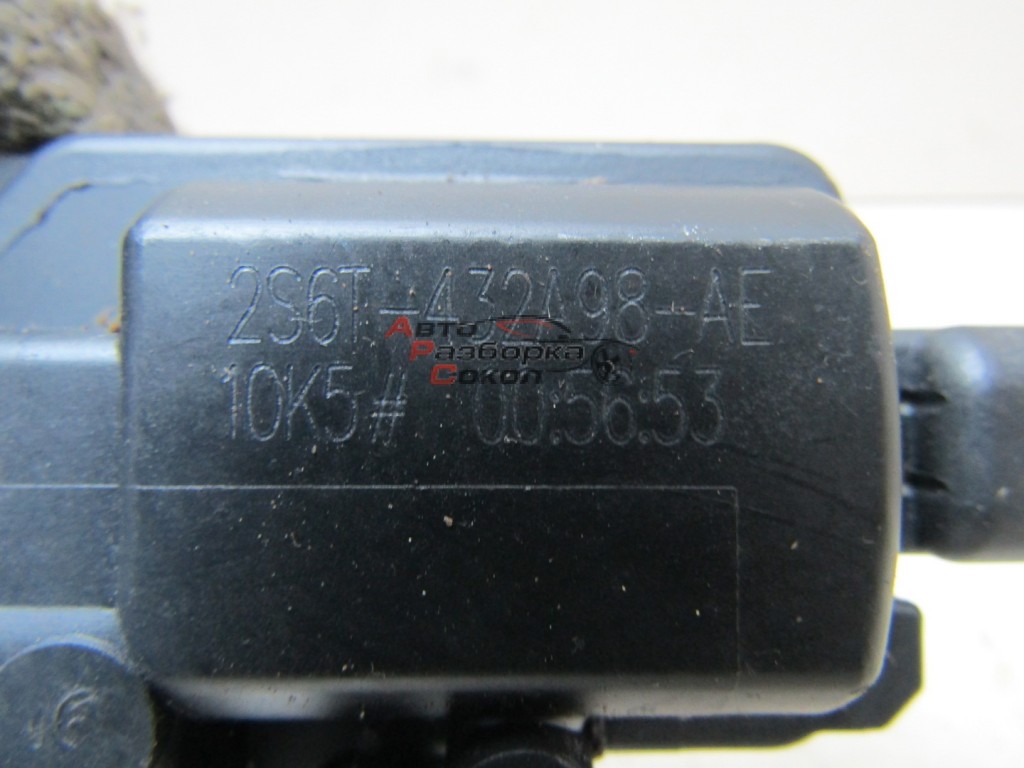 2S6T-432A98-AE
Авто
Разборка
Сокол
10K5# 00:56:53